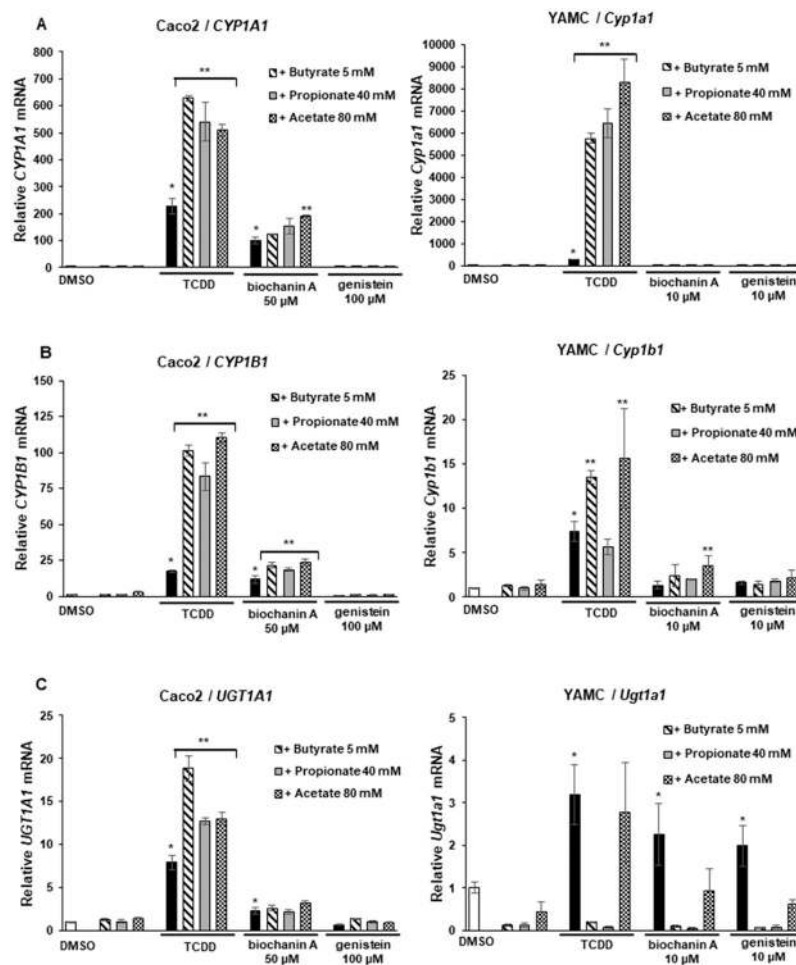 A
Caco2 / CYP1A1
Relative CYP1A1 mRNA
800
700
600
500
400
300
200
100
0
**
+ Butyrate 5 mM
+ Propionate 40 mM
+ Acetate 80 mM
*
*
**
DMSO
TCDD
biochanin A
50 µM
genistein
100 µM
YAMC / Cyp1a1
Relative Cyp1a1 mRNA
10000
9000
8000
7000
6000
5000
4000
3000
2000
1000
0
**
+ Butyrate 5 mM
+ Propionate 40 mM
+ Acetate 80 mM
*
DMSO
TCDD
biochanin A
10 µM
genistein
10 µM
B
Caco2 / CYP1B1
Relative CYP1B1 mRNA
150
125
100
75
50
25
0
**
+ Butyrate 5 mM
+ Propionate 40 mM
+ Acetate 80 mM
*
*
**
DMSO
TCDD
biochanin A
50 µM
genistein
100 µM
YAMC / Cyp1b1
Relative Cyp1b1 mRNA
25
20
15
10
5
0
+ Butyrate 5 mM
+ Propionate 40 mM
+ Acetate 80 mM
*
**
**
**
DMSO
TCDD
biochanin A
10 µM
genistein
10 µM
C
Caco2 / UGT1A1
Relative UGT1A1 mRNA
25
20
15
10
5
0
**
+ Butyrate 5 mM
+ Propionate 40 mM
+ Acetate 80 mM
*
*
DMSO
TCDD
biochanin A
50 µM
genistein
100 µM
YAMC / Ugt1a1
Relative Ugt1a1 mRNA
5
4
3
2
1
0
+ Butyrate 5 mM
+ Propionate 40 mM
+ Acetate 80 mM
*
*
*
DMSO
TCDD
biochanin A
10 µM
genistein
10 µM